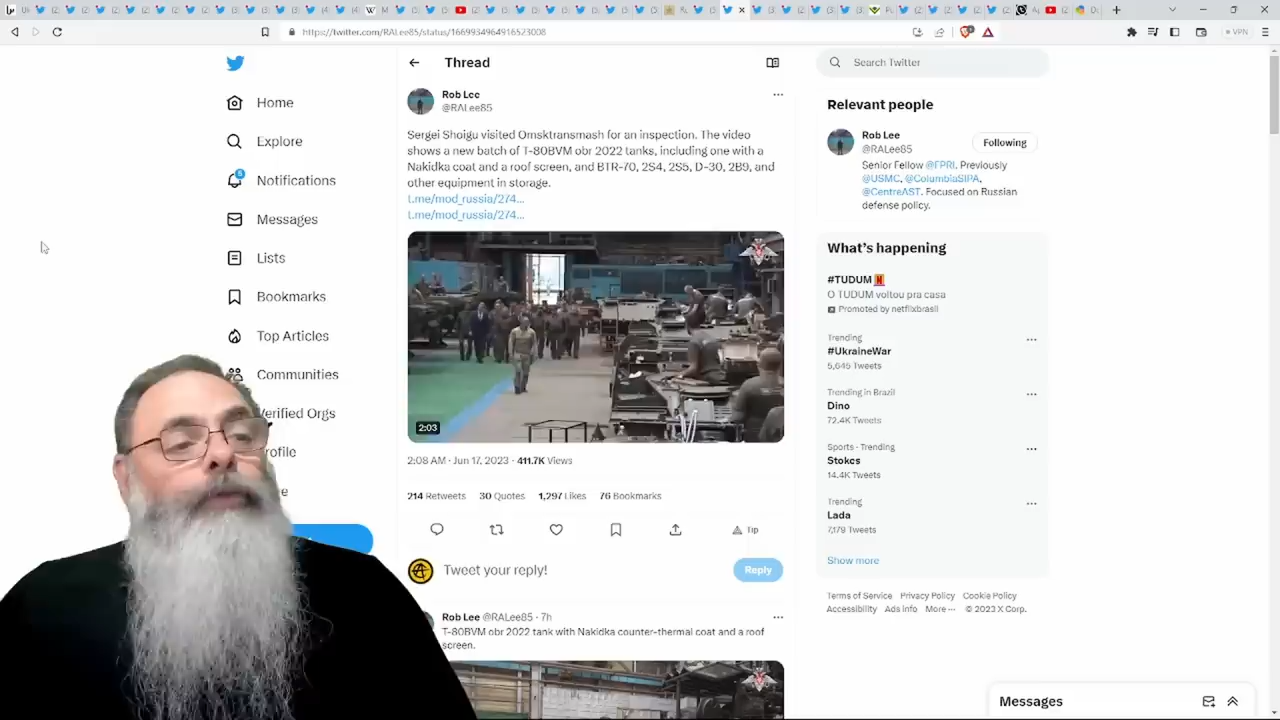 https://twitter.com/RALee85/status/1669934964916523008
VPN
Home
Explore
6
Notifications
Messages
Lists
Bookmarks
Top Articles
Communities
Verified Orgs
Thread
Rob Lee
@RALee85
Sergei Shoigu visited Omsktransmash for an inspection. The video
shows a new batch of T-80BVM obr 2022 tanks, including one with a
Nakidka coat and a roof screen, and BTR-70, 2S4, 2S5, D-30, 2B9, and
other equipment in storage.
t.me/mod_russia/274...
t.me/mod_russia/274...
2:03
2:08 AM · Jun 17, 2023 · 411.7K Views
214 Retweets 30 Quotes 1,297 Likes 76 Bookmarks
Tip
Tweet your reply!
Reply
Rob Lee @RALee85 · 7h
T-80BVM obr 2022 tank with Nakidka counter-thermal coat and a roof
screen.
Search Twitter
Relevant people
Rob Lee
@RALee85
Following
Senior Fellow @FPRI. Previously
@USMC, @ColumbiaSIPA,
@CentreAST. Focused on Russian
defense policy.
What's happening
#TUDUM
O TUDUM voltou pra casa
Promoted by netflixbrasil
Trending
#UkraineWar
5,645 Tweets
Trending in Brazil
Dino
72.4K Tweets
Sports · Trending
Stokes
14.4K Tweets
Trending
Lada
7,179 Tweets
Show more
Terms of Service Privacy Policy Cookie Policy
Accessibility Ads info More ··· © 2023 X Corp.
Messages